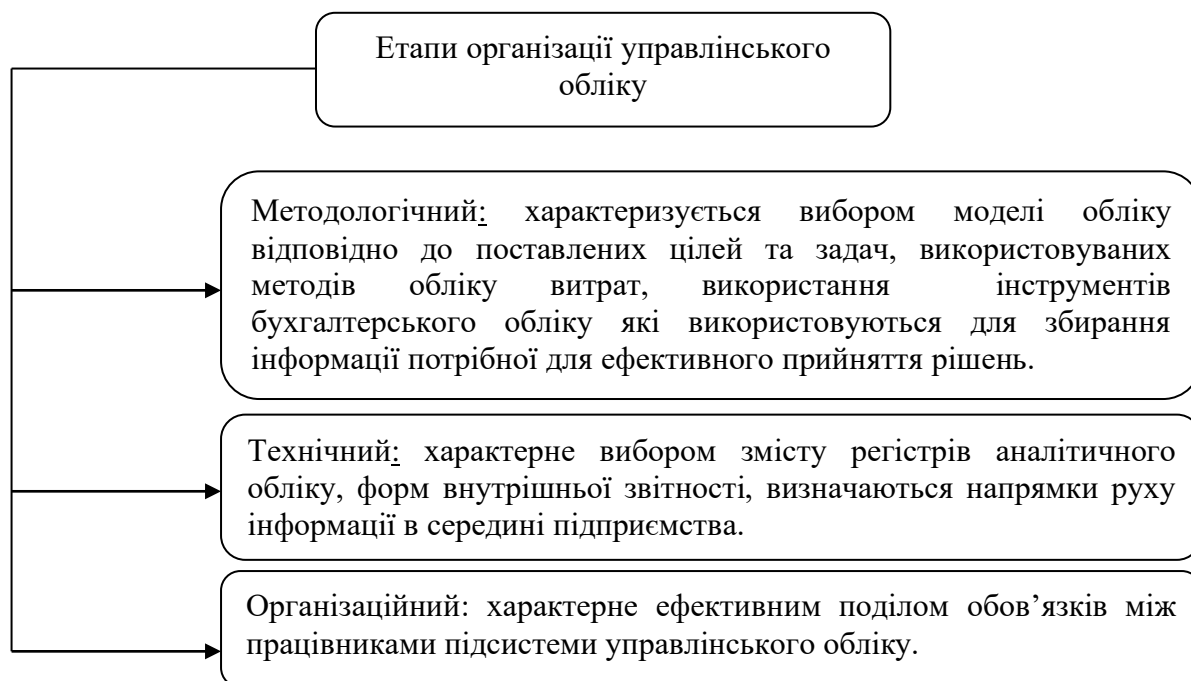 Етапи організації управлінського
обліку
Методологічний: характеризується вибором моделі обліку
відповідно до поставлених цілей та задач, використовуваних
методів обліку витрат, використання інструментів
бухгалтерського обліку які використовуються для збирання
інформації потрібної для ефективного прийняття рішень.
Технічний: характерне вибором змісту регістрів аналітичного
обліку, форм внутрішньої звітності, визначаються напрямки руху
інформації в середині підприємства.
Організаційний: характерне ефективним поділом обов’язків між
працівниками підсистеми управлінського обліку.